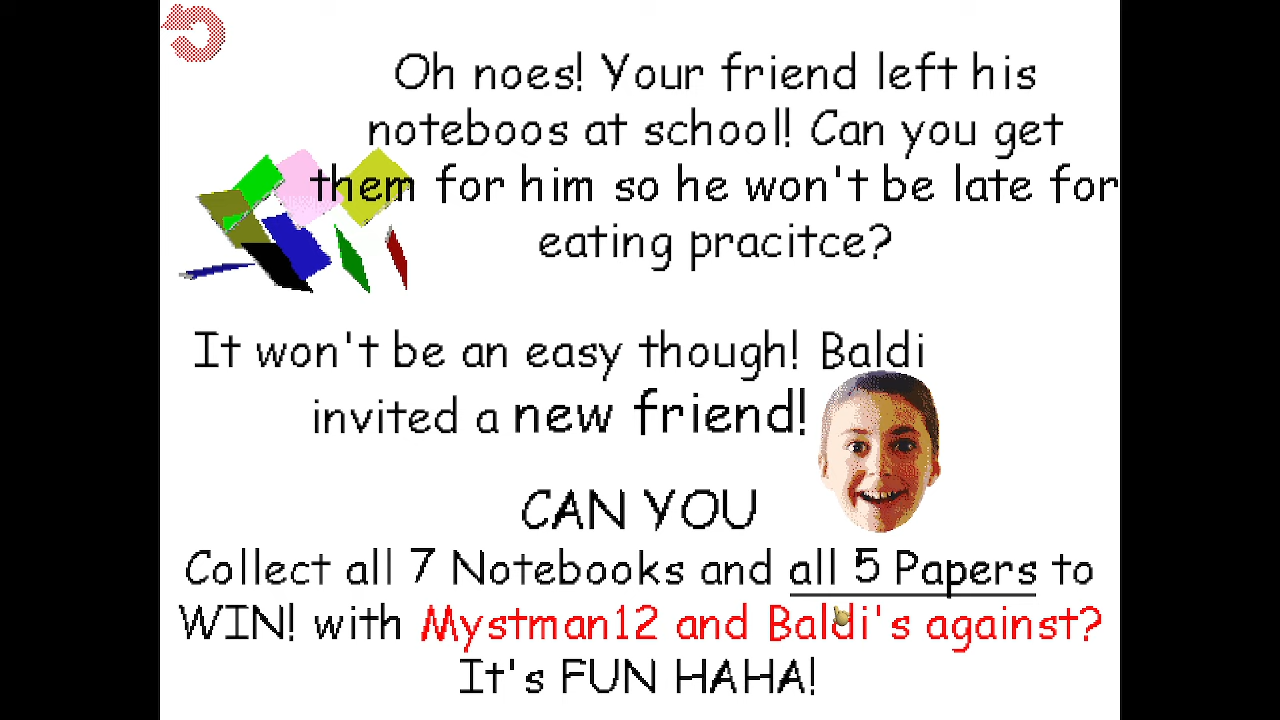 Oh noes! Your friend left his
noteboos at school! Can you get
them for him so he won't be late for
eating pracitce?
It won't be an easy though! Baldi
invited a new friend!
CAN YOU
Collect all 7 Notebooks and all 5 Papers to
WIN! with Mystman12 and Baldi's against?
It's FUN HAHA!